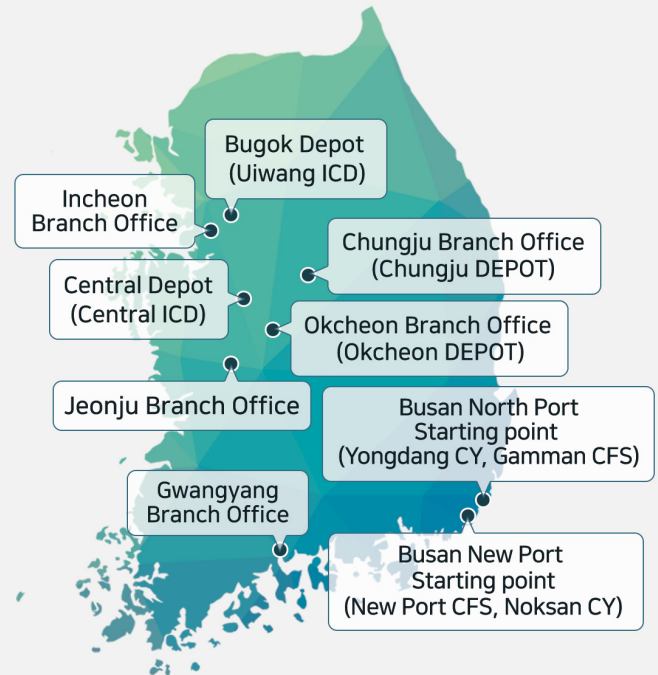 Bugok Depot
(Uiwang ICD)
Incheon
Branch Office
Chungju Branch Office
(Chungju DEPOT)
Central Depot
(Central ICD)
Okcheon Branch Office
(Okcheon DEPOT)
Jeonju Branch Office
Busan North Port
Starting point
(Yongdang CY, Gamman CFS)
Gwangyang
Branch Office
Busan New Port
Starting point
(New Port CFS, Noksan CY)